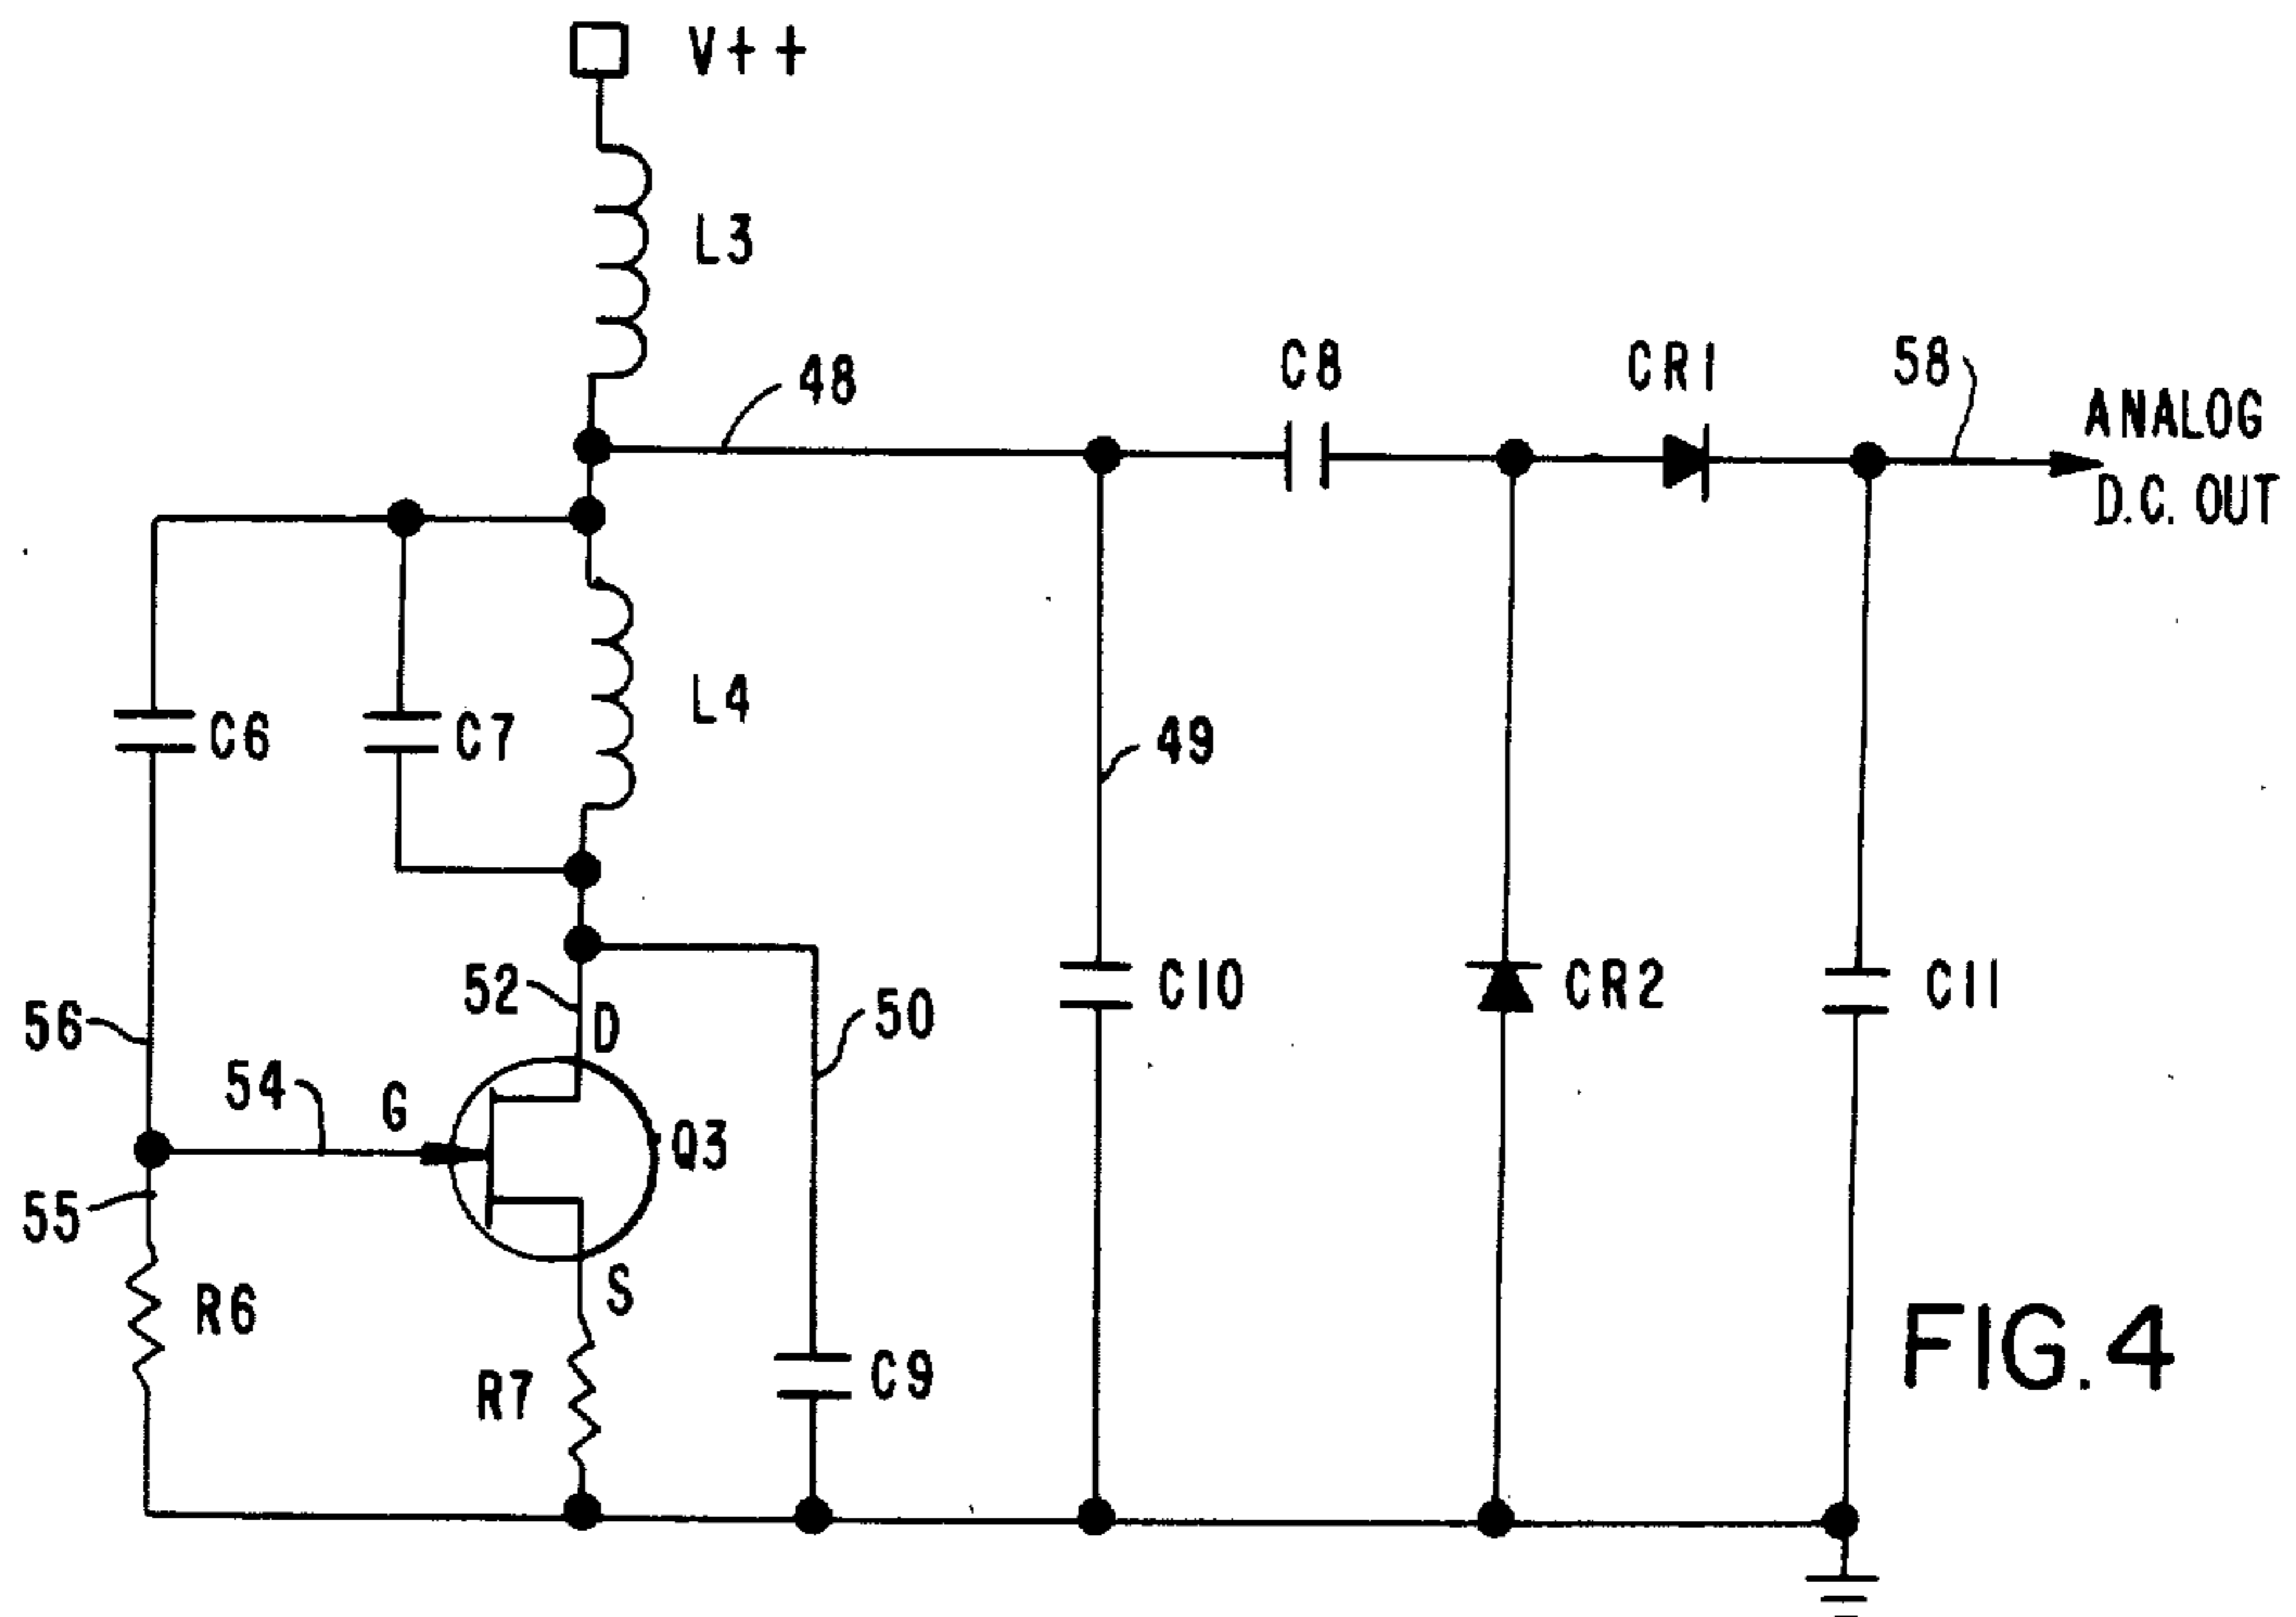 V++
L3
48
C8
CR1
58
ANALOG
D.C. OUT
C6
C7
L4
49
52
D
50
C10
CR2
C11
56
54
G
Q3
55
S
R6
R7
C9
FIG. 4